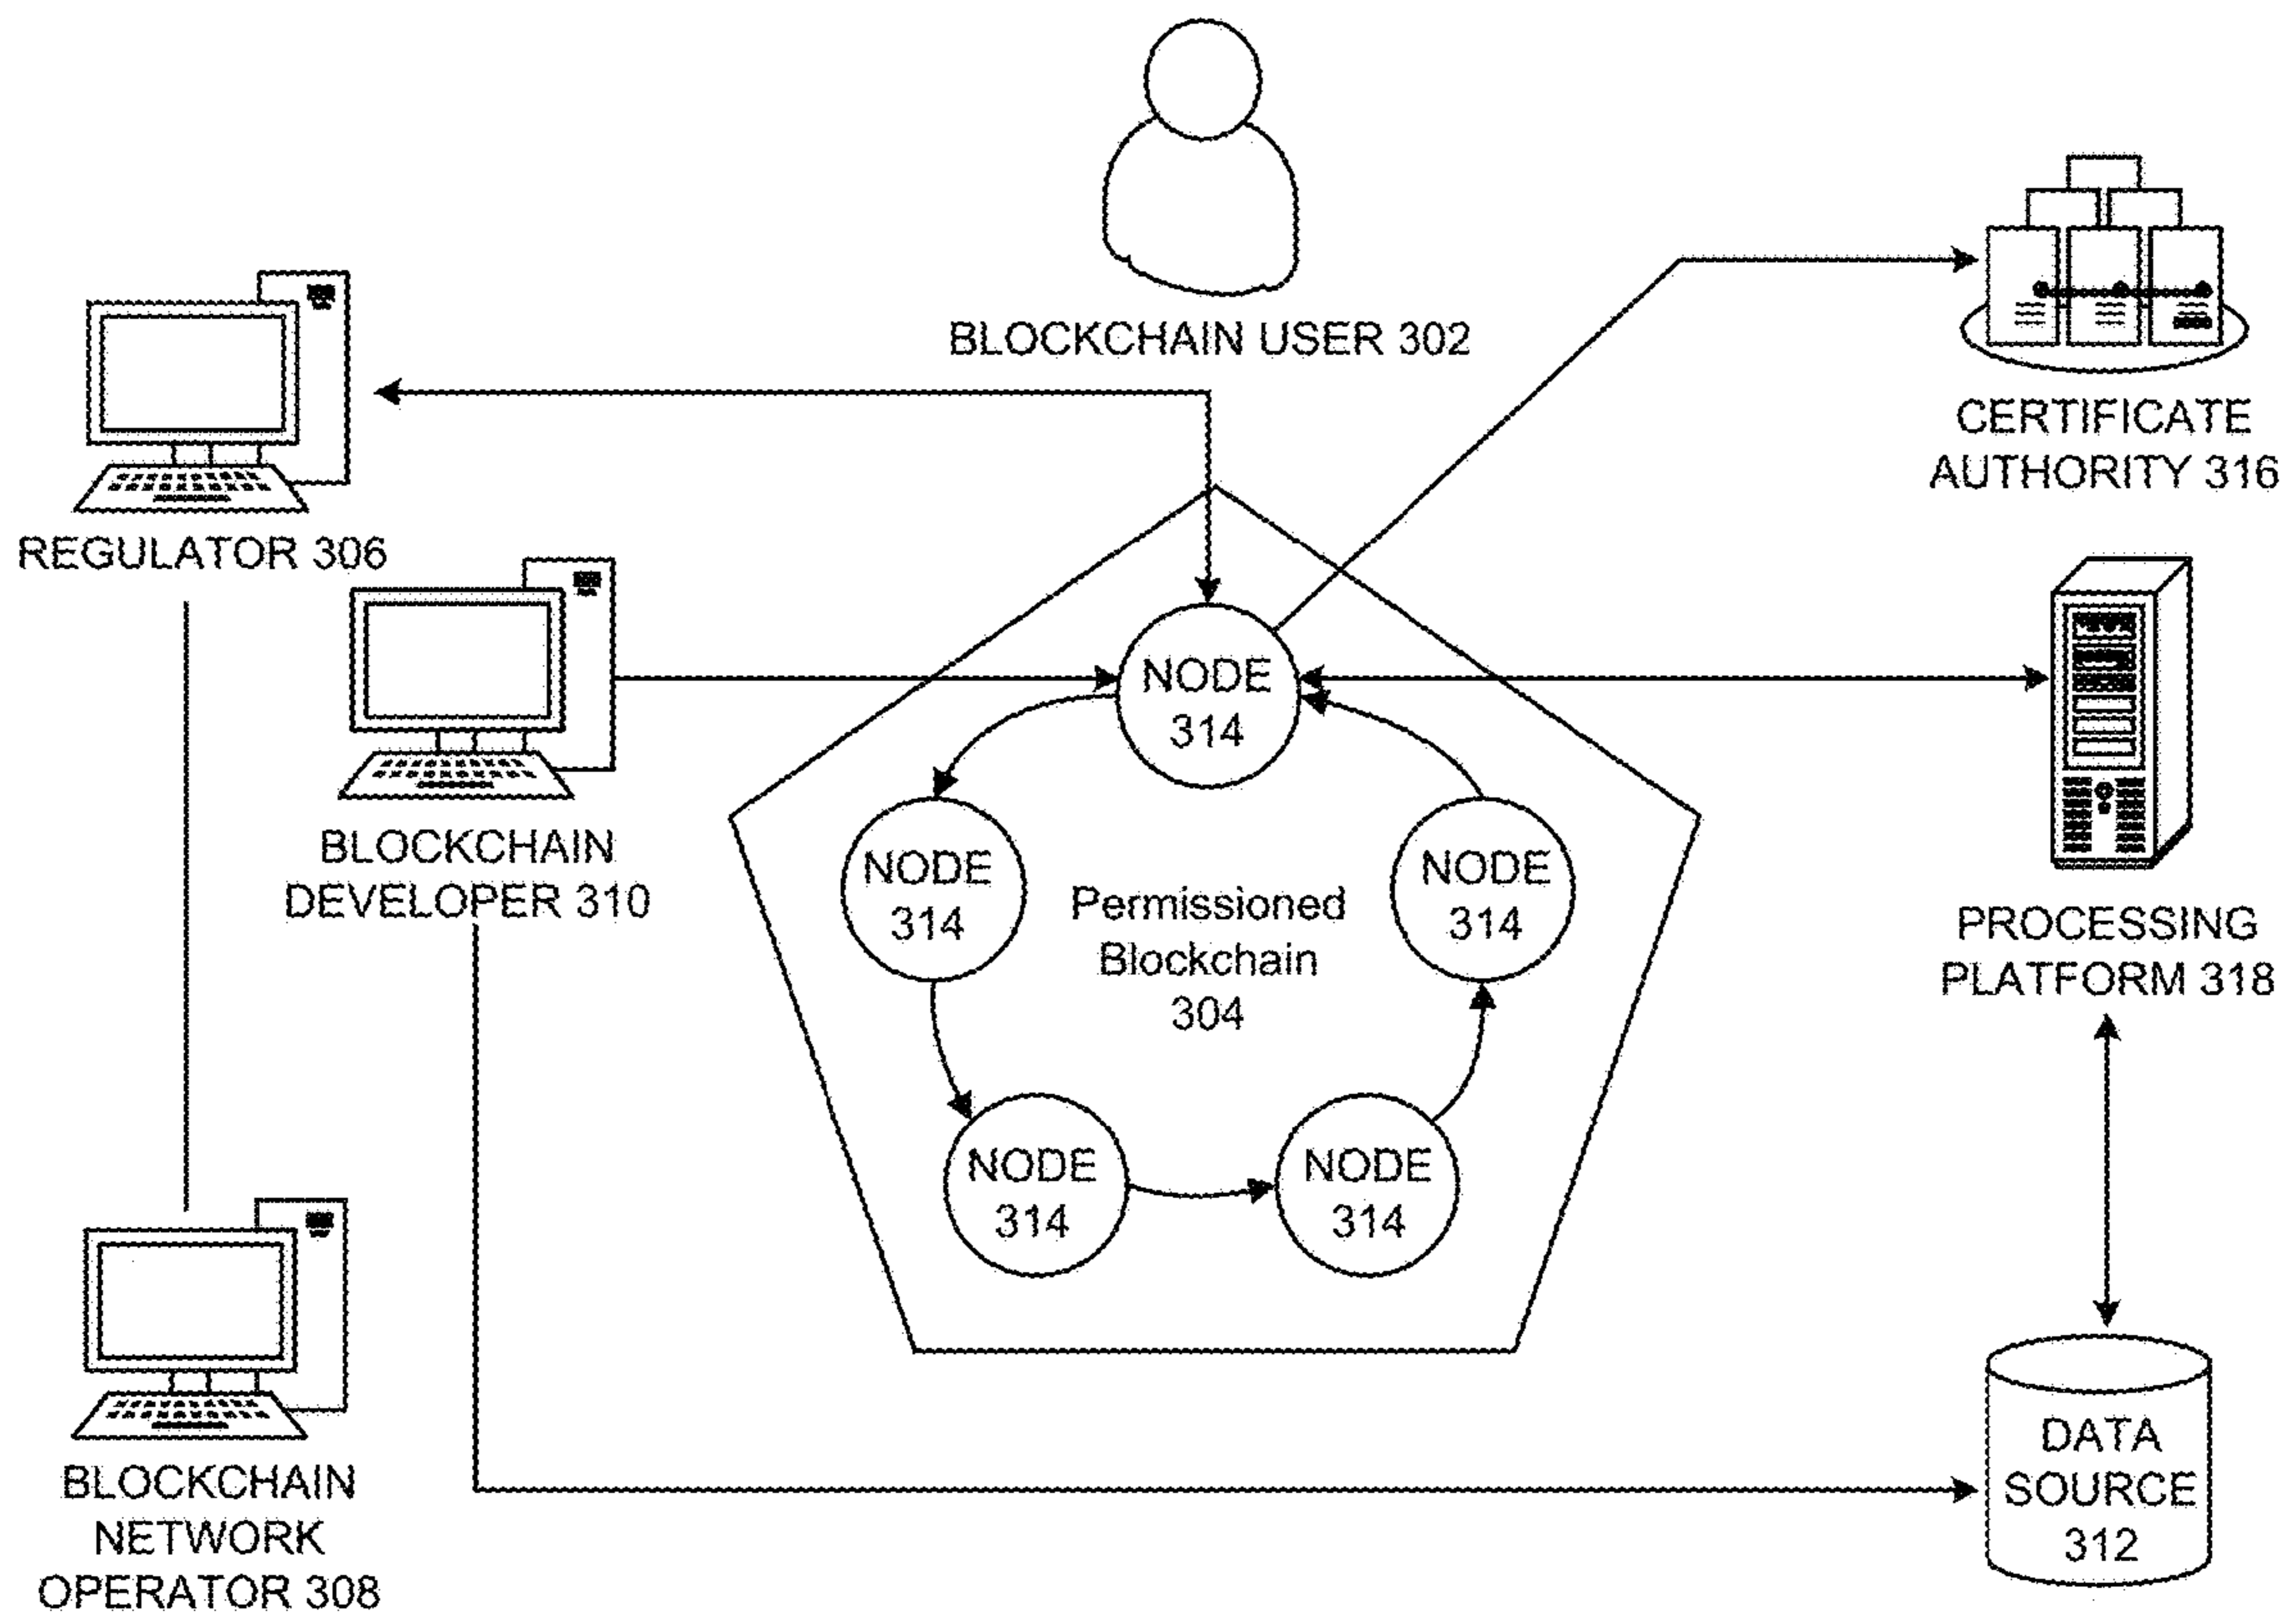 BLOCKCHAIN USER 302
CERTIFICATE
AUTHORITY 316
REGULATOR 306
NODE
314
BLOCKCHAIN
DEVELOPER 310
NODE
314
Permissioned
Blockchain
304
NODE
314
PROCESSING
PLATFORM 318
NODE
314
NODE
314
BLOCKCHAIN
NETWORK
OPERATOR 308
DATA
SOURCE
312